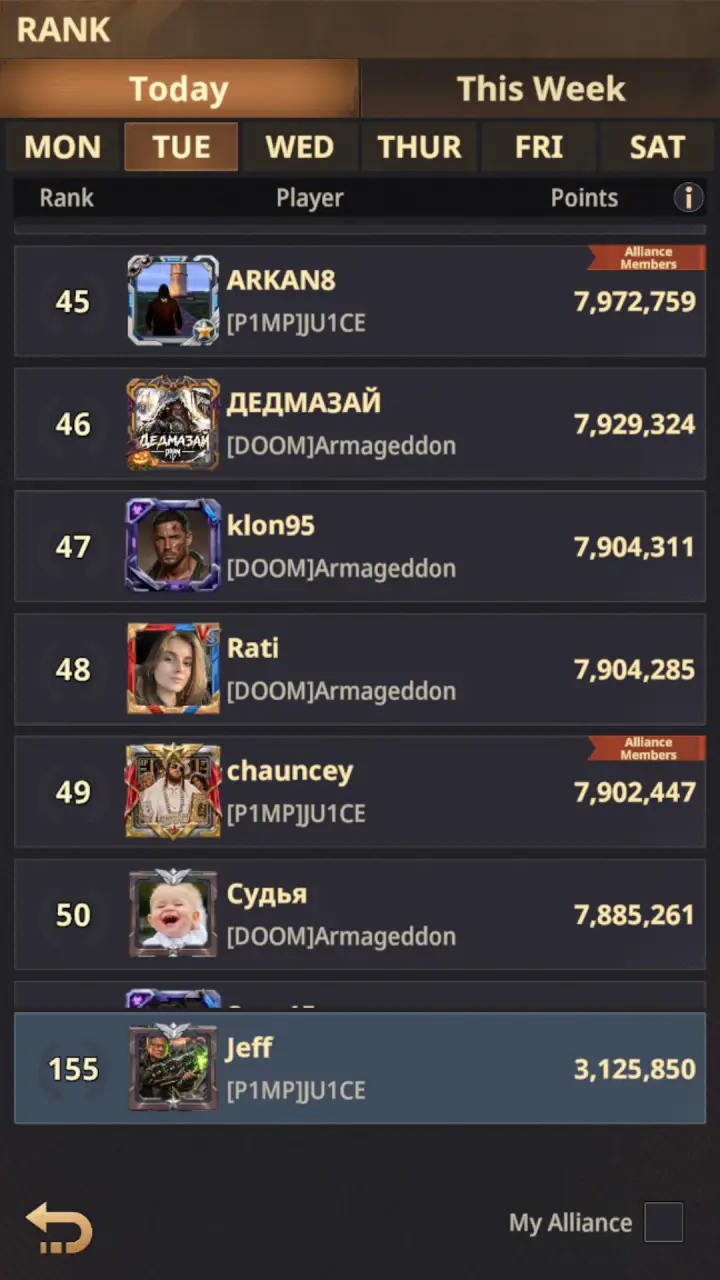 RANK
Today
This Week
MON
TUE
WED
THUR
FRI
SAT
Rank
Player
Points
45
ARKAN8
[P1MP]JU1CE
Alliance
Members
7,972,759
46
ДЕДМАЗАЙ
ДЕДМАЗАЙ
[DOOM]Armageddon
7,929,324
47
klon95
[DOOM]Armageddon
7,904,311
48
Rati
[DOOM]Armageddon
7,904,285
49
chauncey
[P1MP]JU1CE
Alliance
Members
7,902,447
50
Судья
[DOOM]Armageddon
7,885,261
155
Jeff
[P1MP]JU1CE
3,125,850
My Alliance